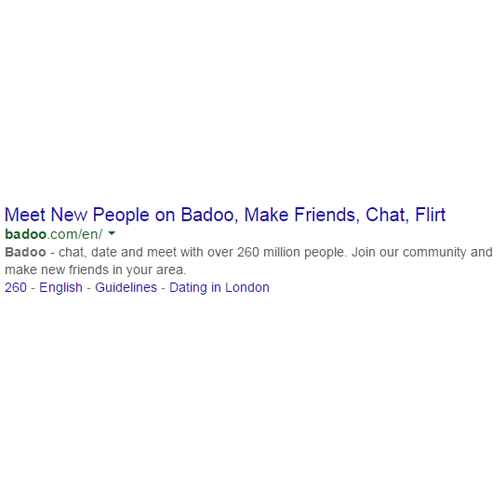 Meet New People on Badoo, Make Friends, Chat, Flirt
badoo.com/en/
Badoo - chat, date and meet with over 260 million people. Join our community and
make new friends in your area.
260 - English - Guidelines - Dating in London